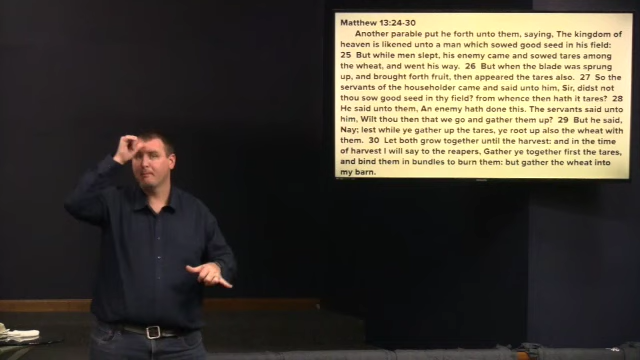 Matthew 13:24-30
Another parable put he forth unto them, saying, The kingdom of
heaven is likened unto a man which sowed good seed in his field:
25 But while men slept, his enemy came and sowed tares among
the wheat, and went his way. 26 But when the blade was sprung
up, and brought forth fruit, then appeared the tares also. 27 So the
servants of the householder came and said unto him, Sir, didst not
thou sow good seed in thy field? from whence then hath it tares? 28
He said unto them, An enemy hath done this. The servants said unto
him, Wilt thou then that we go and gather them up? 29 But he said,
Nay; lest while ye gather up the tares, ye root up also the wheat with
them. 30 Let both grow together until the harvest: and in the time
of harvest I will say to the reapers, Gather ye together first the tares,
and bind them in bundles to burn them: but gather the wheat into
my barn.